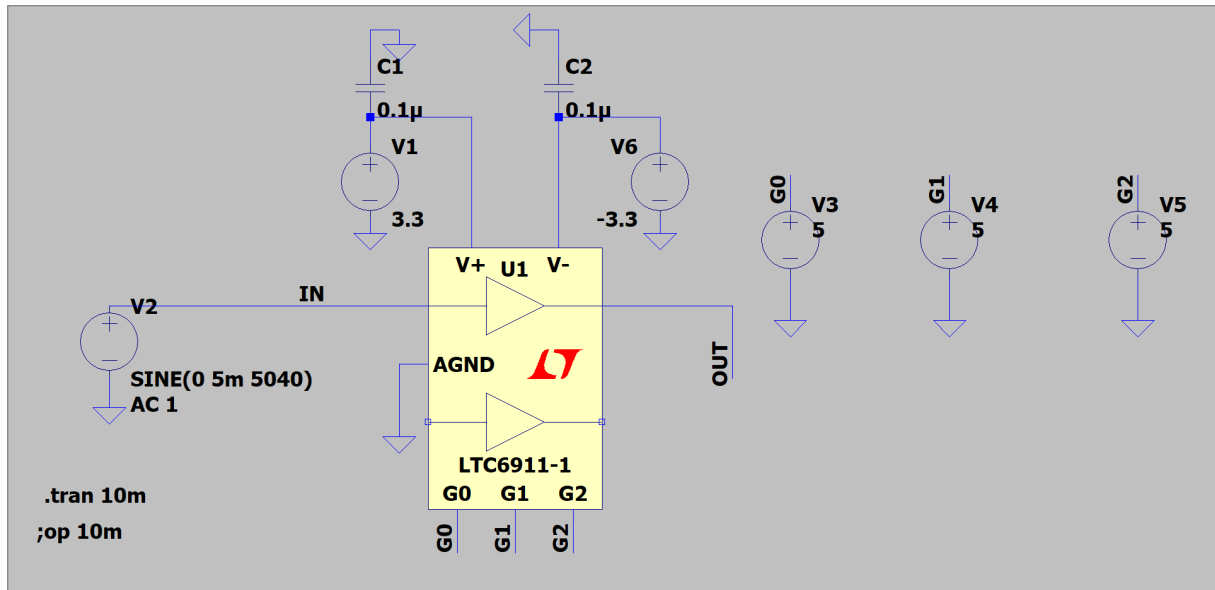 C1
0.1µ
C2
0.1µ
V1
3.3
V6
-3.3
G0
V3
5
G1
V4
5
G2
V5
5
V+
U1
V-
IN
V2
SINE(0 5m 5040)
AC 1
AGND
OUT
LTC6911-1
G0 G1 G2
G0
G1
G2
.tran 10m
;op 10m